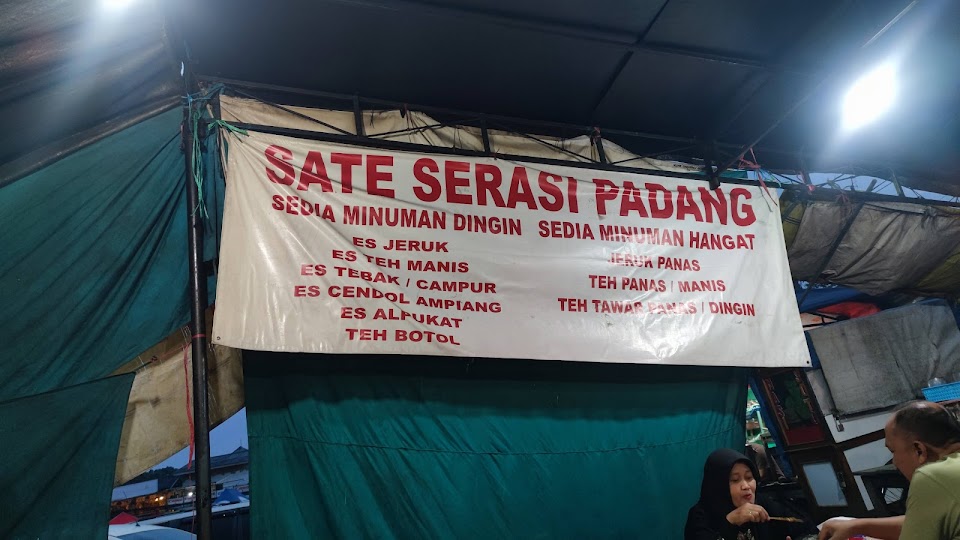 SATE SERASI PADANG
SEDIA MINUMAN DINGIN
ES JERUK
ES TEH MANIS
ES TEBAK / CAMPUR
ES CENDOL AMPIANG
ES ALPUKAT
TEH BOTOL
SEDIA MINUMAN HANGAT
JERUK PANAS
TEH PANAS / MANIS
TEH TAWAR PANAS / DINGIN